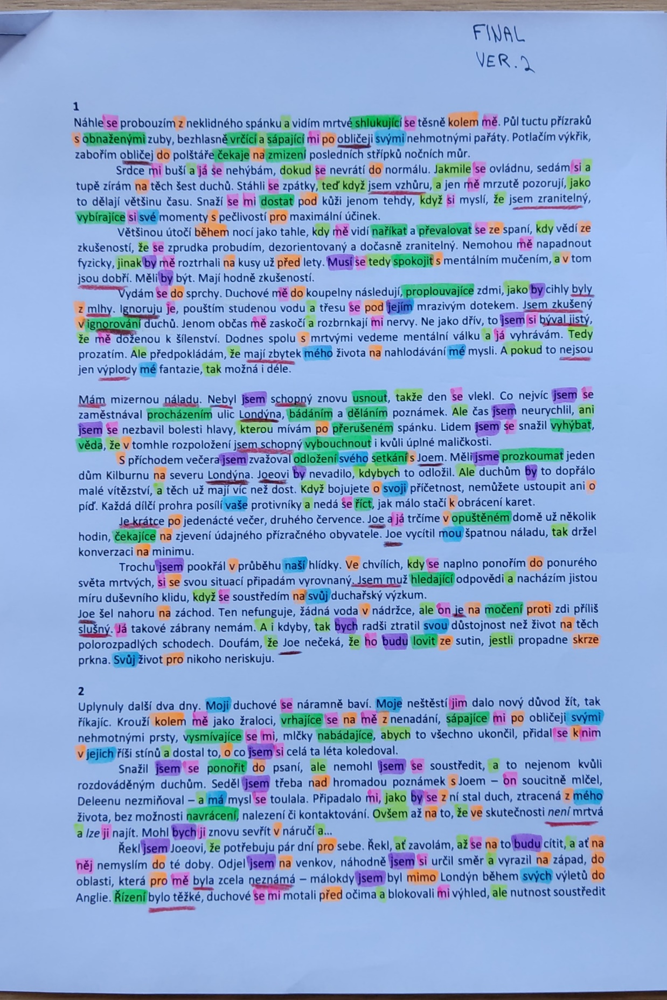 FINAL
VER. 2
1
Náhle se probouzím z neklidného spánku a vidím mrtvé shlukující se těsně kolem mě. Půl tuctu přízraků
s obnaženými zuby, bezhlasně vrčící a sápající mi po obličeji svými nehmotnými pařáty. Potlačím výkřik,
zabořím obličej do polštáře čekaje na zmizení posledních střípků nočních můr.
Srdce mi buší a já se nehýbám, dokud se nevrátí do normálu. Jakmile se ovládnu, sedám si a
tupě zírám na těch šest duchů. Stáhli se zpátky, teď když jsem vzhůru, a jen mě mrzutě pozorují, jako
to dělají většinu času. Snaží se mi dostat pod kůži jenom tehdy, když si myslí, že jsem zranitelný,
vybírajíce si své momenty s pečlivostí pro maximální účinek.
Většinou útočí během nocí jako tahle, kdy mě vidí naříkat a převalovat se ze spaní, kdy vědí ze
zkušeností, že se zprudka probudím, dezorientovaný a dočasně zranitelný. Nemohou mě napadnout
fyzicky, jinak by mě roztrhali na kusy už před lety. Musí se tedy spokojit s mentálním mučením, a v tom
jsou dobří. Měli by být. Mají hodně zkušeností.
Vydám se do sprchy. Duchové mě do koupelny následují, proplouvajíce zdmi, jako by cihly byly
z mlhy. Ignoruju je, pouštím studenou vodu a třesu se pod jejím mrazivým dotekem. Jsem zkušený
v ignorování duchů. Jenom občas mě zaskočí a rozbrnkají mi nervy. Ne jako dřív, to jsem si býval jistý,
že mě doženou k šílenství. Dodnes spolu s mrtvými vedeme mentální válku a já vyhrávám. Tedy
prozatím. Ale předpokládám, že mají zbytek mého života na nahlodávání mé mysli. A pokud to nejsou
jen výplody mé fantazie, tak možná i déle.
Mám mizernou náladu. Nebyl jsem schopný znovu usnout, takže den se vlekl. Co nejvíc jsem se
zaměstnával procházením ulic Londýna, bádáním a děláním poznámek. Ale čas jsem neurychlil, ani
jsem se nezbavil bolesti hlavy, kterou mívám po přerušeném spánku. Lidem jsem se snažil vyhýbat,
věda, že v tomhle rozpoložení jsem schopný vybouchnout i kvůli úplné maličkosti.
S příchodem večera jsem zvažoval odložení svého setkání s Joem. Měli jsme prozkoumat jeden
dům Kilburnu na severu Londýna. Joeovi by nevadilo, kdybych to odložil. Ale duchům by to dopřálo
malé vítězství, a těch už mají víc než dost. Když bojujete o svoji příčetnost, nemůžete ustoupit ani o
píď. Každá dílčí prohra posílí vaše protivníky a nedá se říct, jak málo stačí k obrácení karet.
Je krátce po jedenácté večer, druhého července. Joe a já trčíme v opuštěném domě už několik
hodin, čekajíce na zjevení údajného přízračného obyvatele. Joe vycítil mou špatnou náladu, tak držel
konverzaci na minimu.
Trochu jsem pookřál v průběhu naší hlídky. Ve chvílích, kdy se naplno ponořím do ponurého
světa mrtvých, si se svou situací připadám vyrovnaný. Jsem muž hledající odpovědi a nacházím jistou
míru duševního klidu, když se soustředím na svůj duchařský výzkum.
Joe šel nahoru na záchod. Ten nefunguje, žádná voda v nádržce, ale on je na močení proti zdi příliš
slušný. Já takové zábrany nemám. A i kdyby, tak bych radši ztratil svou důstojnost než život na těch
polorozpadlých schodech. Doufám, že Joe nečeká, že ho budu lovit ze sutin, jestli propadne skrze
prkna. Svůj život pro nikoho neriskuju.
2
Uplynuly další dva dny. Moji duchové se náramně baví. Moje neštěstí jim dalo nový důvod žít, tak
říkajíc. Krouží kolem mě jako žraloci, vrhajíce se na mě z nenadání, sápajíce mi po obličeji svými
nehmotnými prsty, vysmívajíce se mi, mlčky nabádajíce, abych to všechno ukončil, přidal se k nim
v jejich říši stínů a dostal to, o co jsem si celá ta léta koledoval.
Snažil jsem se ponořit do psaní, ale nemohl jsem se soustředit, a to nejenom kvůli
rozdováděným duchům. Seděl jsem třeba nad hromadou poznámek s Joem – on soucitně mlčel,
Deleenu nezmiňoval – a má mysl se toulala. Připadalo mi, jako by se z ní stal duch, ztracená z mého
života, bez možnosti navrácení, nalezení či kontaktování. Ovšem až na to, že ve skutečnosti není mrtvá
a lze ji najít. Mohl bych ji znovu sevřít v náručí a...
Řekl jsem Joeovi, že potřebuju pár dní pro sebe. Řekl, ať zavolám, až se na to budu cítit, a ať na
něj nemyslím do té doby. Odjel jsem na venkov, náhodně jsem si určil směr a vyrazil na západ, do
oblasti, která pro mě byla zcela neznámá – málokdy jsem byl mimo Londýn během svých výletů do
Anglie. Řízení bylo těžké, duchové se mi motali před očima a blokovali mi výhled, ale nutnost soustředit